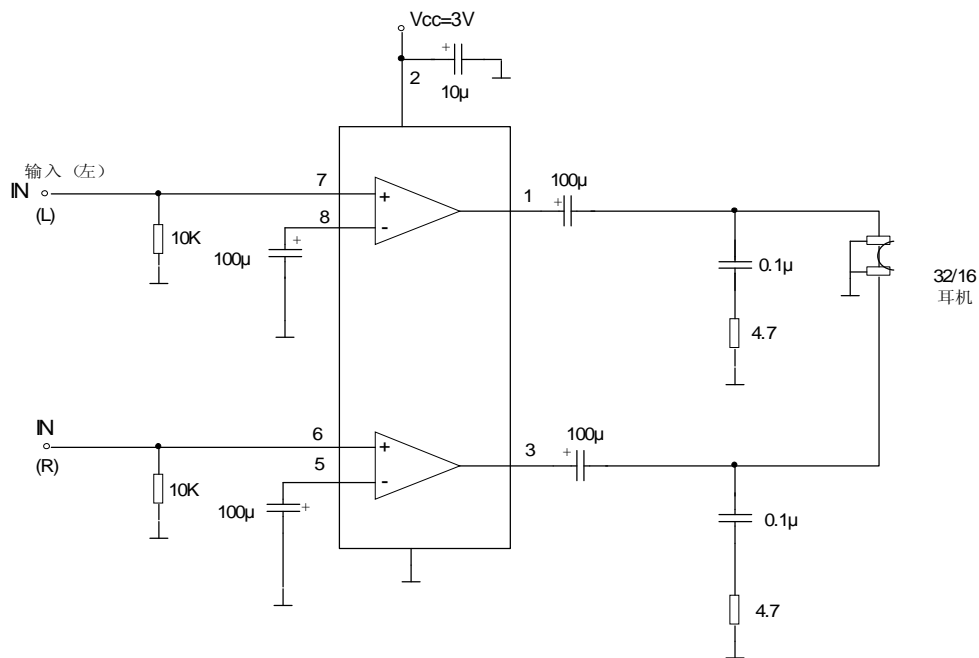 Vcc=3V
+
2
10µ
输入 (左)
IN
(L)
7
+
8
-
10K
100µ
+
1
100µ
+
0.1µ
4.7
32/16
耳机
IN
(R)
6
+
5
-
10K
100µ
+
3
100µ
+
0.1µ
4.7